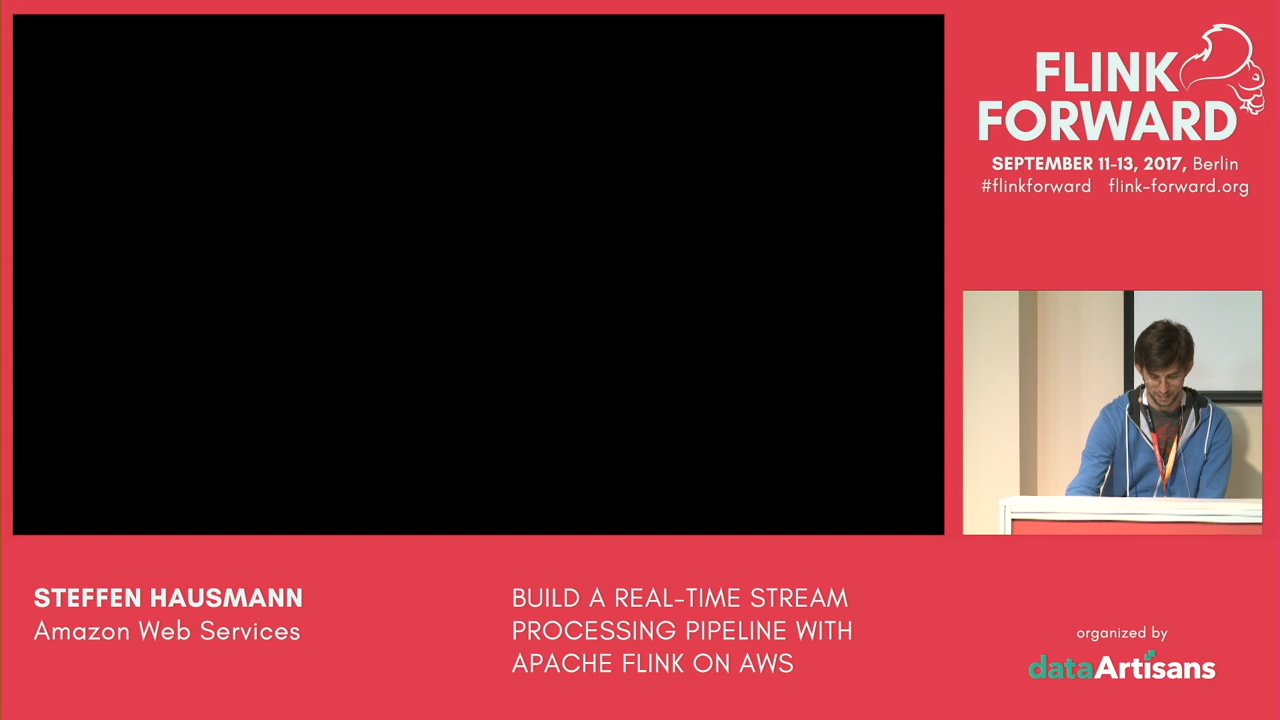 FLINK
FORWARD
SEPTEMBER 11-13, 2017, Berlin
#flinkforward flink-forward.org
STEFFEN HAUSMANN
Amazon Web Services
BUILD A REAL-TIME STREAM
PROCESSING PIPELINE WITH
APACHE FLINK ON AWS
organized by
dataArtisans